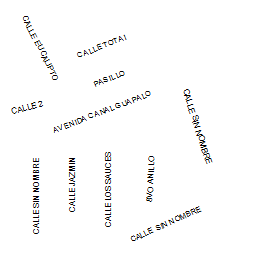 CALLE EUCALIPTO
CALLE TOTAI
PASILLO
CALLE 2
AVENIDA CANAL GUAPALO
CALLE SIN NOMBRE
CALLE SIN NOMBRE
CALLE JAZMIN
CALLE LOS SAUCES
8VO ANILLO
CALLE SIN NOMBRE